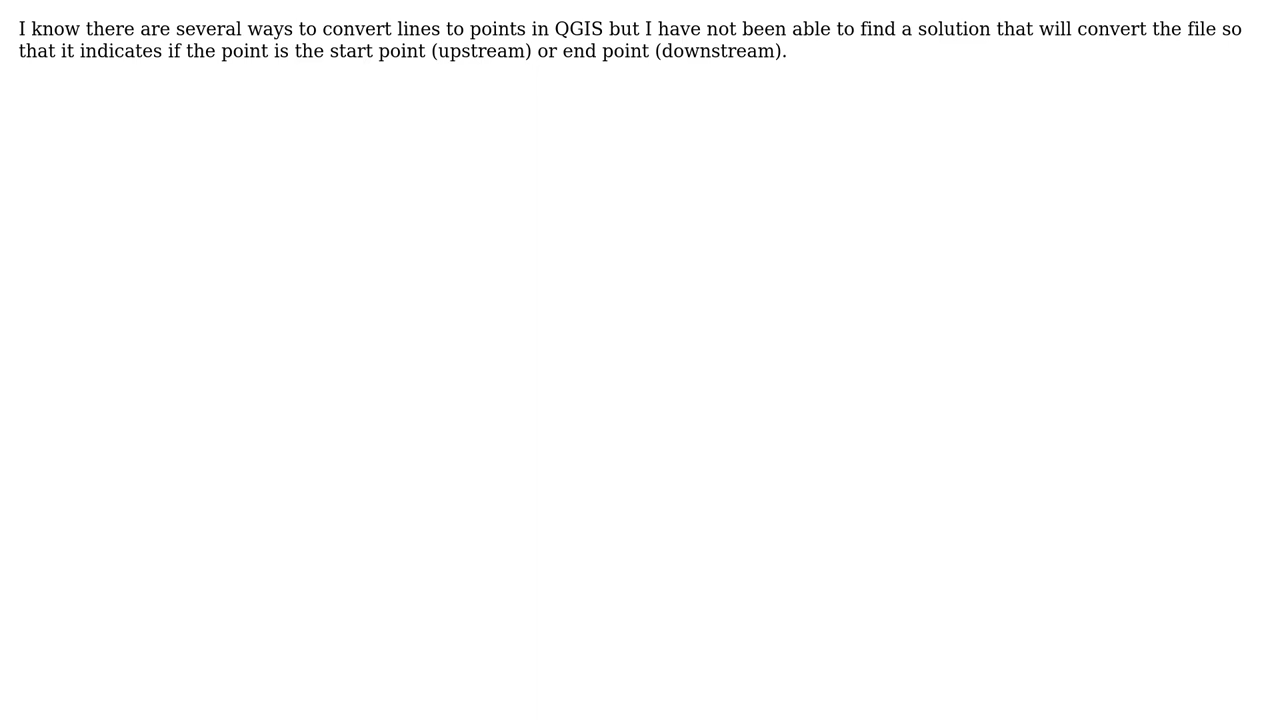 I know there are several ways to convert lines to points in QGIS but I have not been able to find a solution that will convert the file so
that it indicates if the point is the start point (upstream) or end point (downstream).